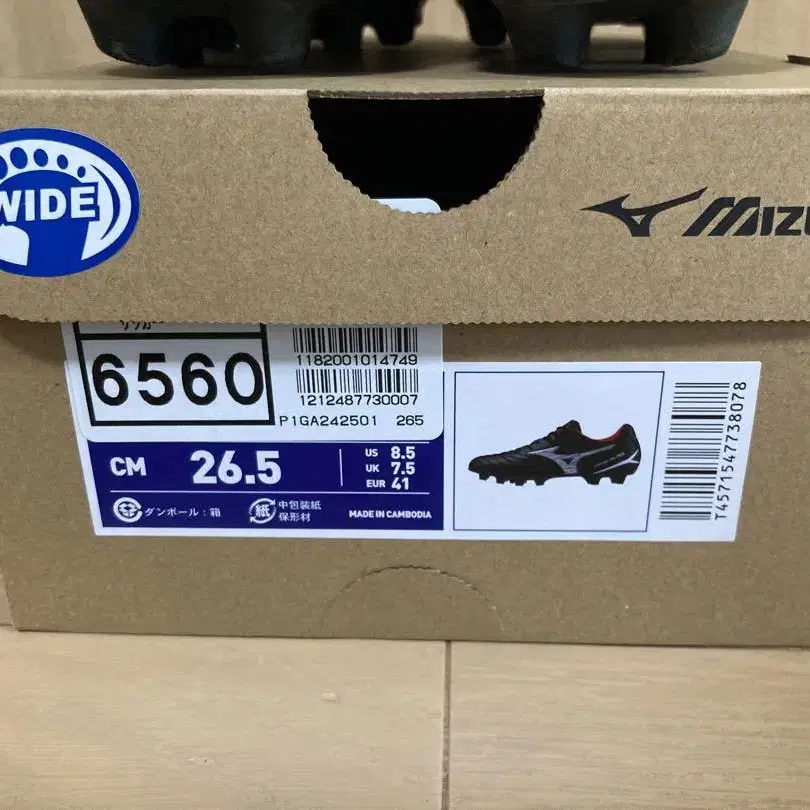 WIDE
6560
1182001014749
1212487730007
P1GA242501 265
CM 26.5
US 8.5
UK 7.5
EUR 41
ダンボール：箱
紙 中包装紙
保形材
MADE IN CAMBODIA
T4571547738078